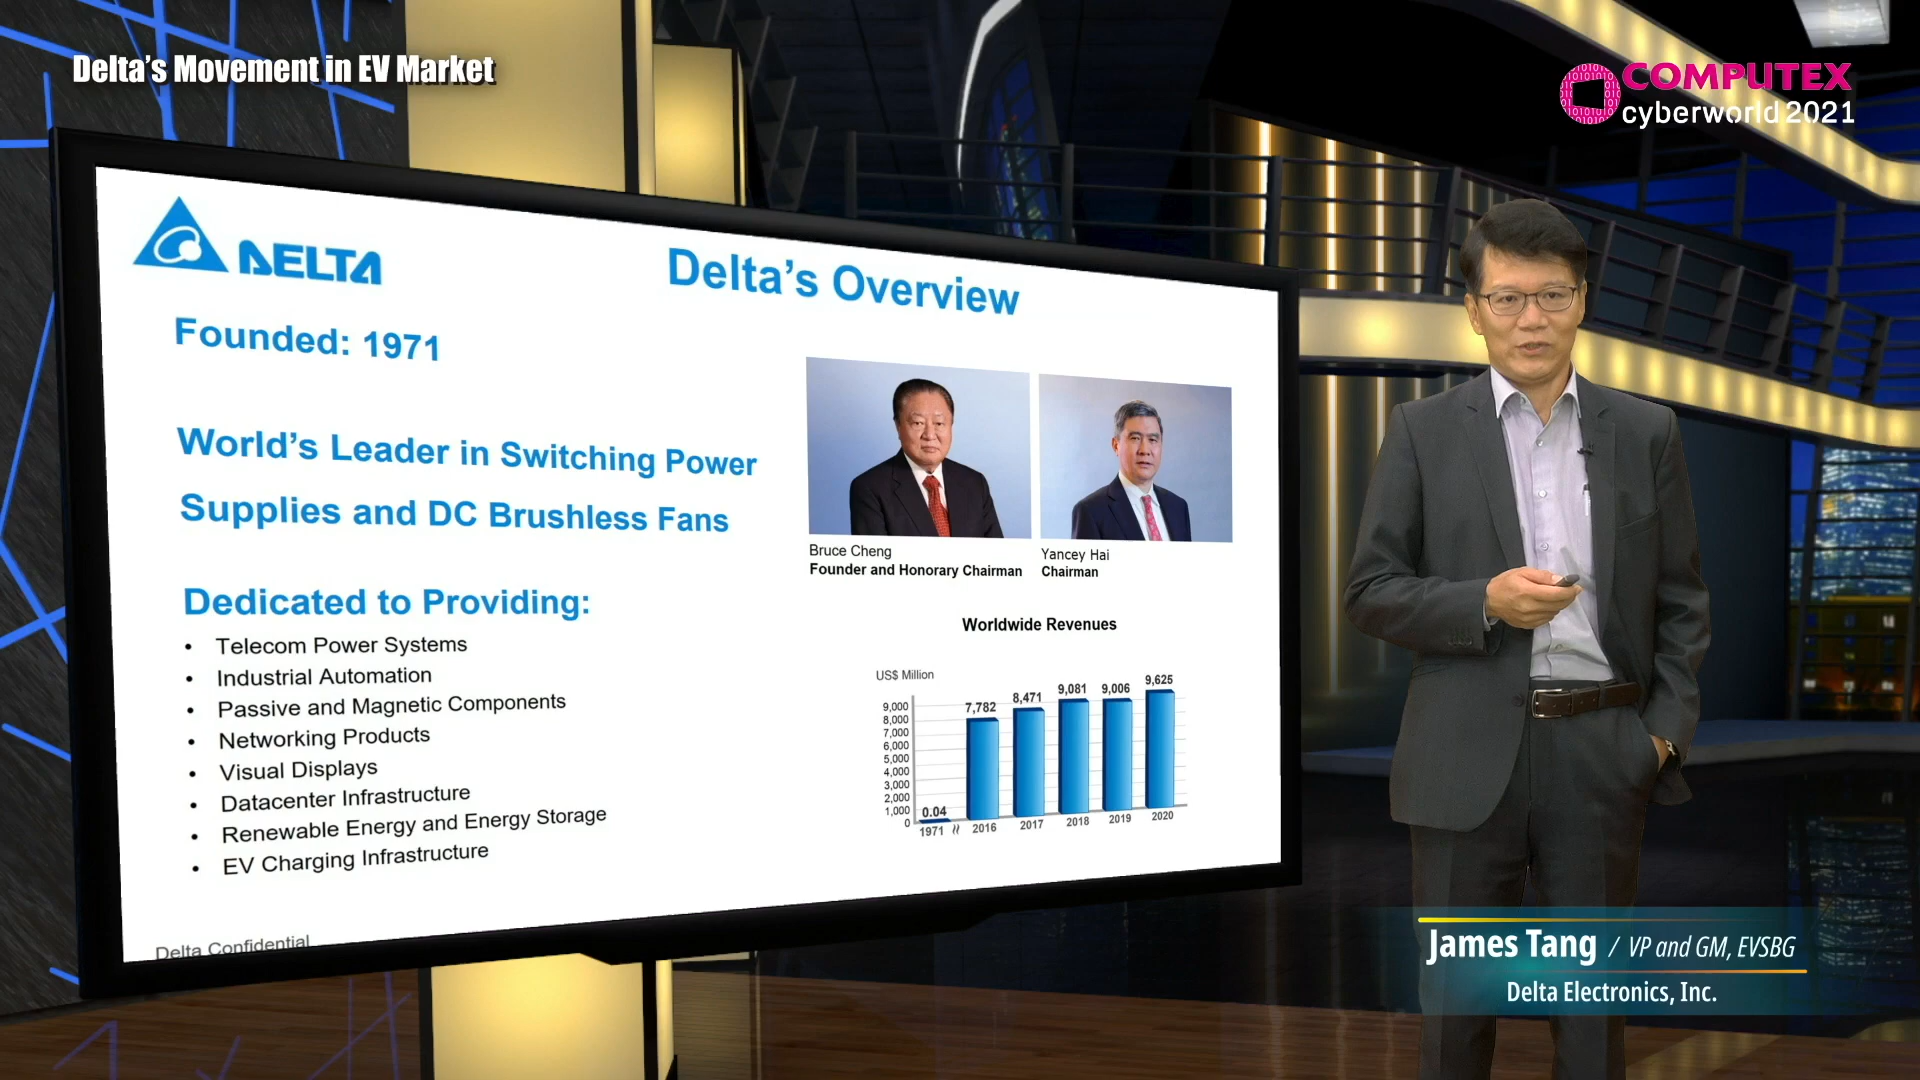 Delta's Movement in EV Market
COMPUTEX
cyberworld 2021
DELTA
Delta's Overview
Founded: 1971
World's Leader in Switching Power
Supplies and DC Brushless Fans
Dedicated to Providing:
• Telecom Power Systems
• Industrial Automation
• Passive and Magnetic Components
• Networking Products
• Visual Displays
• Datacenter Infrastructure
• Renewable Energy and Energy Storage
• EV Charging Infrastructure
Delta Confidential
Bruce Cheng
Founder and Honorary Chairman
Yancey Hai
Chairman
Worldwide Revenues
US$ Million
9,000
8,000
7,000
6,000
5,000
4,000
3,000
2,000
1,000
0
0.04
7,782
8,471
9,081
9,006
9,625
1971 // 2016 2017 2018 2019 2020
James Tang / VP and GM, EVSBG
Delta Electronics, Inc.